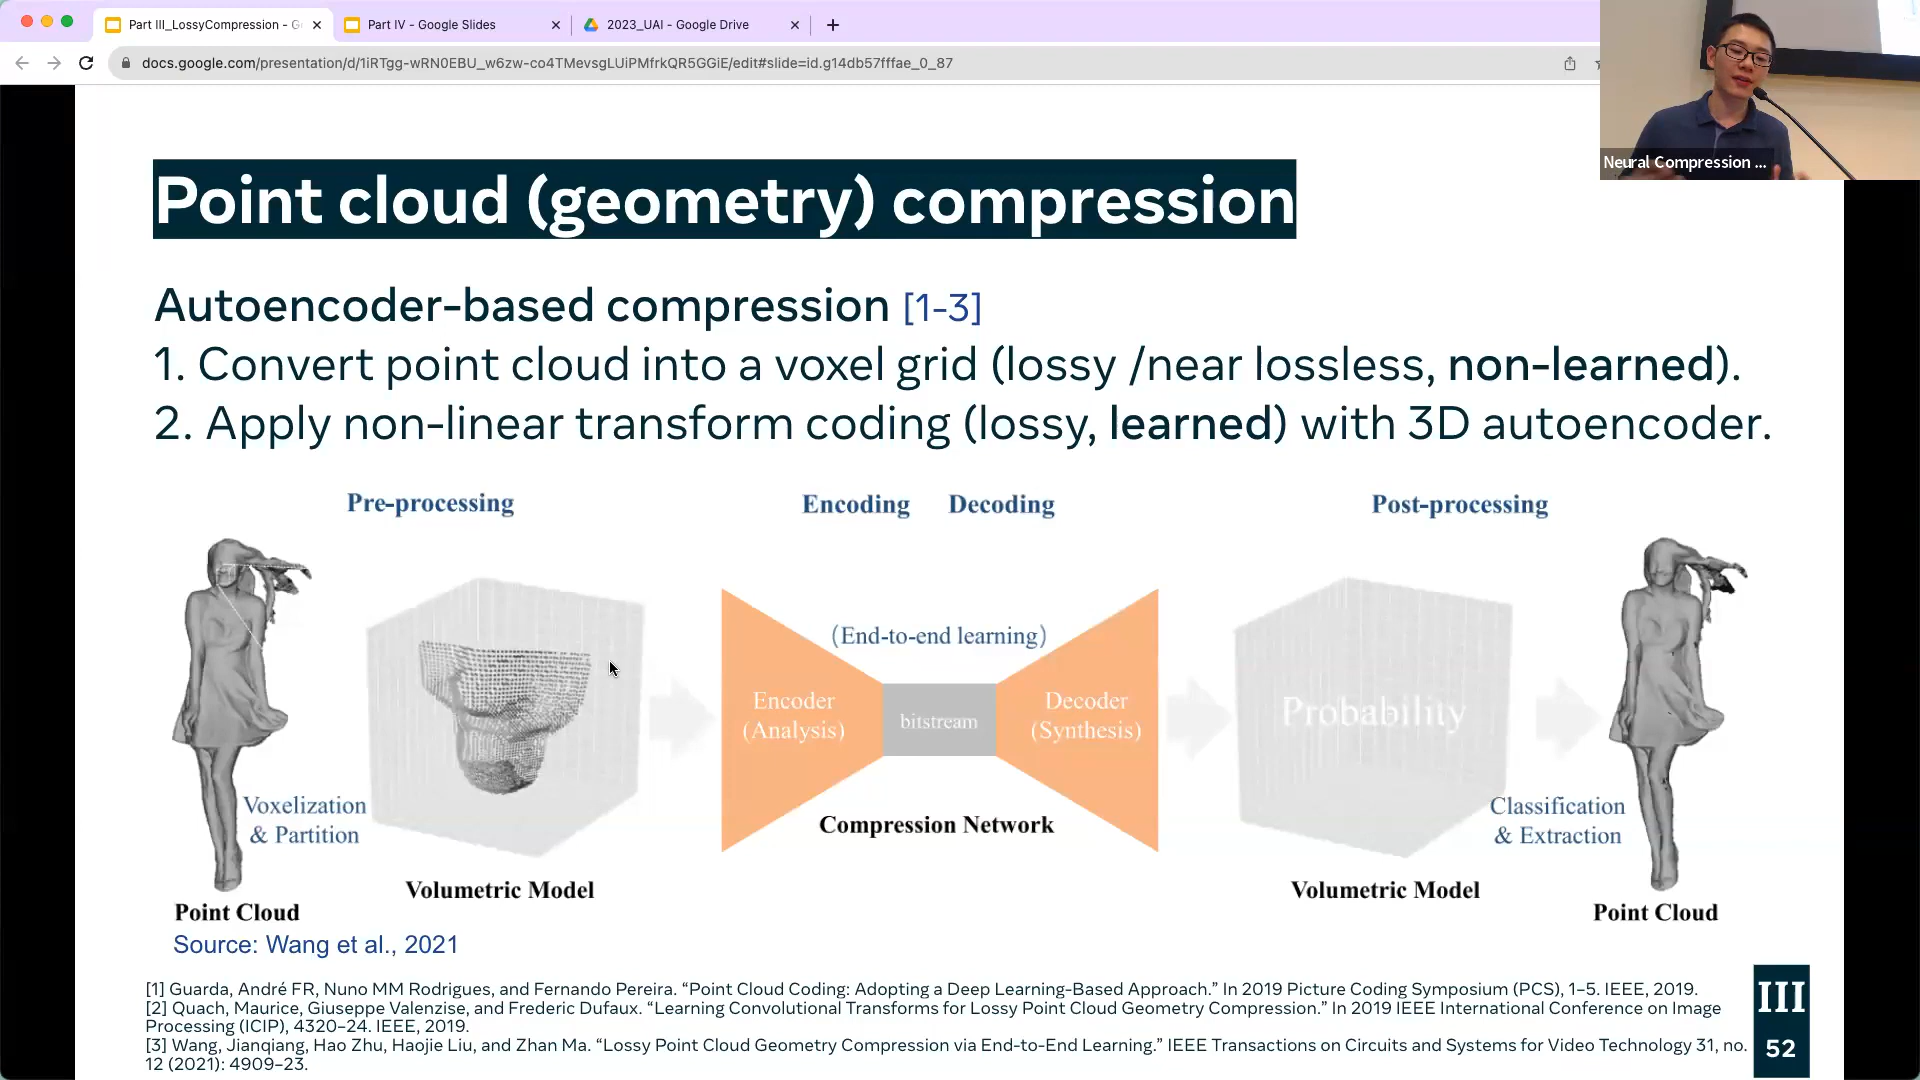 Part III_LossyCompression - G
Part IV - Google Slides
2023_UAI - Google Drive
docs.google.com/presentation/d/1iRTgg-wRN0EBU_w6zw-co4TMevsgLUiPMfrkQR5GGiE/edit#slide=id.g14db57fffae_0_87
Neural Compression ...
Point cloud (geometry) compression
Autoencoder-based compression [1-3]
1. Convert point cloud into a voxel grid (lossy /near lossless, non-learned).
2. Apply non-linear transform coding (lossy, learned) with 3D autoencoder.
Pre-processing
Encoding Decoding
Post-processing
(End-to-end learning)
Encoder
(Analysis)
bitstream
Decoder
(Synthesis)
Probability
Voxelization
& Partition
Compression Network
Classification
& Extraction
Volumetric Model
Volumetric Model
Point Cloud
Point Cloud
Source: Wang et al., 2021
[1] Guarda, André FR, Nuno MM Rodrigues, and Fernando Pereira. “Point Cloud Coding: Adopting a Deep Learning-Based Approach.” In 2019 Picture Coding Symposium (PCS), 1–5. IEEE, 2019.
[2] Quach, Maurice, Giuseppe Valenzise, and Frederic Dufaux. “Learning Convolutional Transforms for Lossy Point Cloud Geometry Compression.” In 2019 IEEE International Conference on Image
Processing (ICIP), 4320–24. IEEE, 2019.
[3] Wang, Jianqiang, Hao Zhu, Haojie Liu, and Zhan Ma. “Lossy Point Cloud Geometry Compression via End-to-End Learning.” IEEE Transactions on Circuits and Systems for Video Technology 31, no.
12 (2021): 4909–23.
III
52